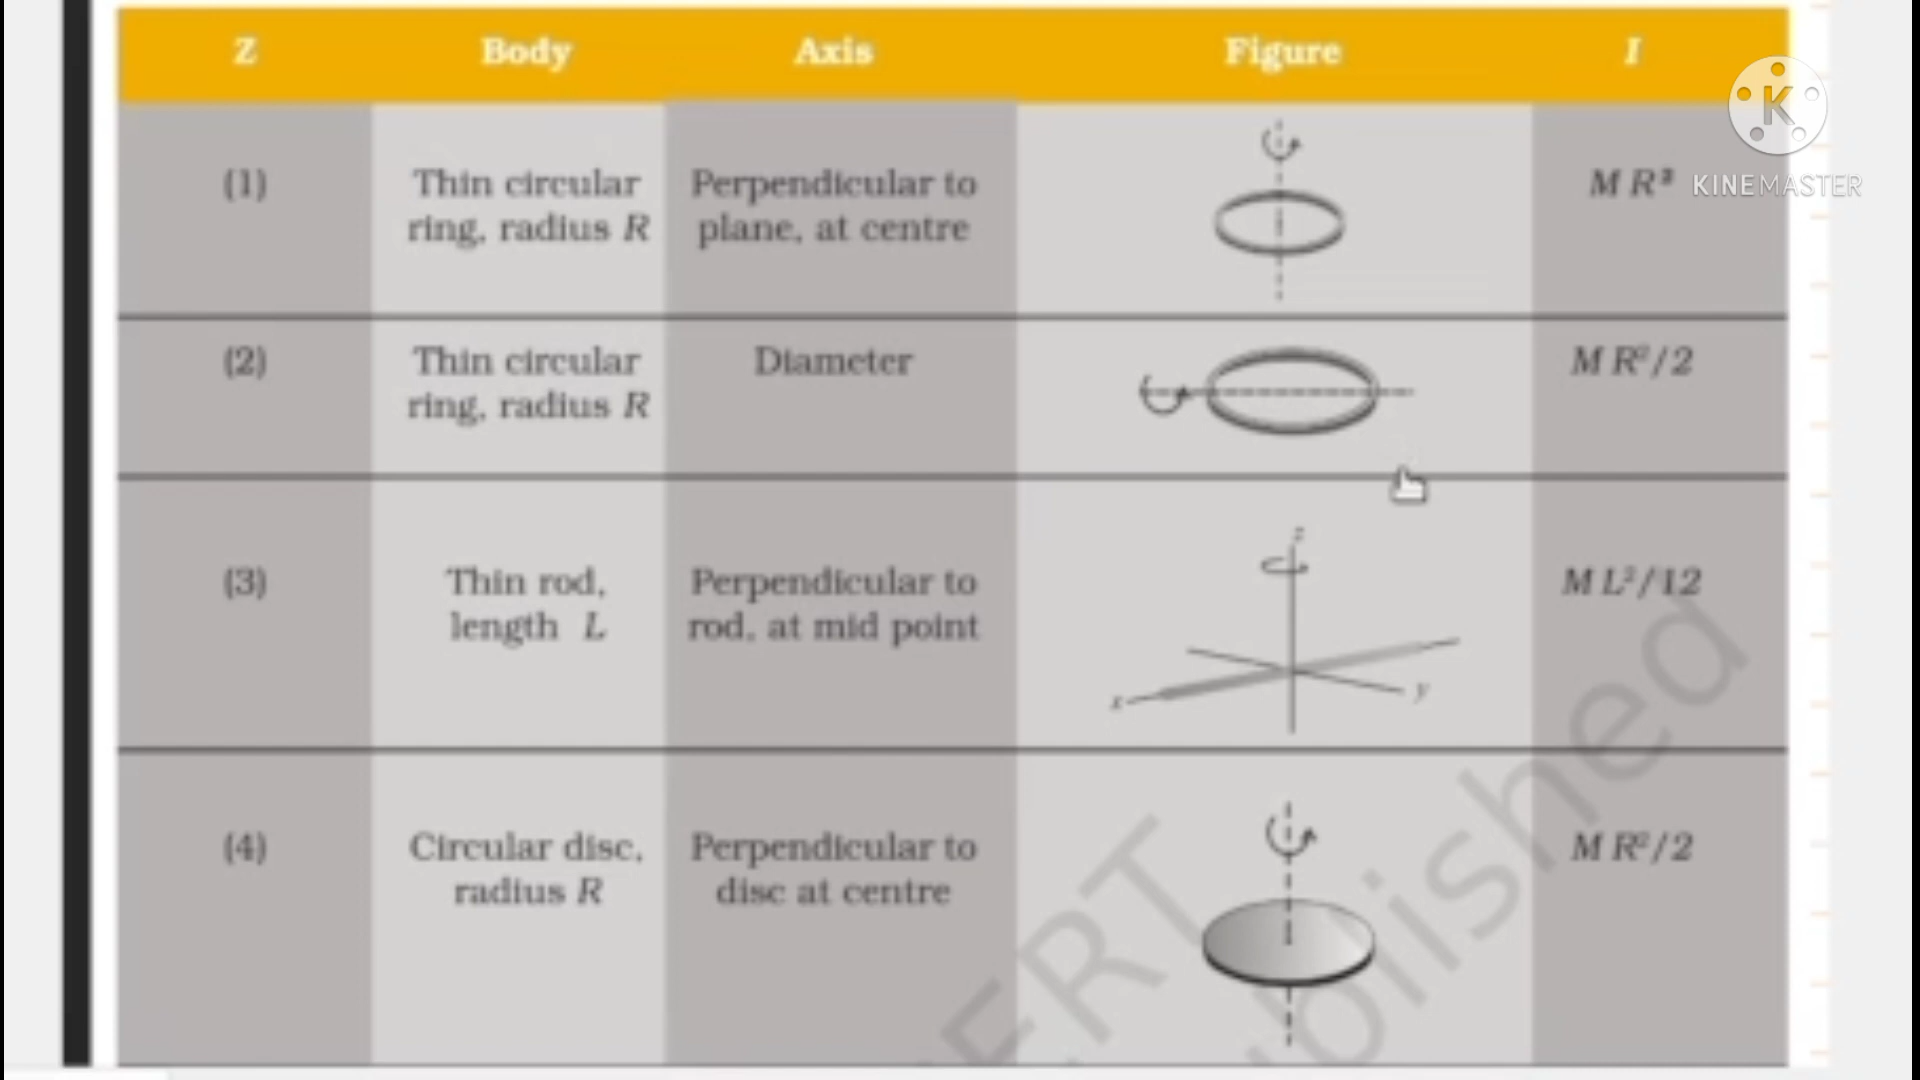 Z Body Axis Figure I
(1) Thin circular Perpendicular to M R²
ring, radius R plane, at centre
(2) Thin circular Diameter M R²/2
ring, radius R
(3) Thin rod, Perpendicular to M L²/12
length L rod, at mid point
z
x y
(4) Circular disc, Perpendicular to M R²/2
radius R disc at centre
K
KINEMASTER
ERT
blished